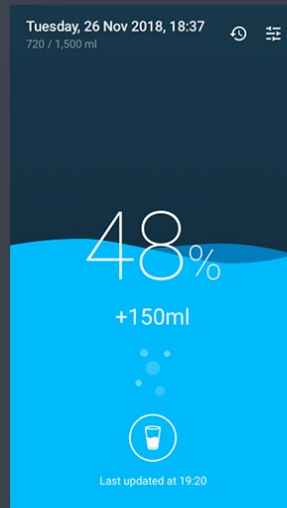 Tuesday, 26 Nov 2018, 18:37
720 / 1,500 ml
48%
+150ml
Last updated at 19:20